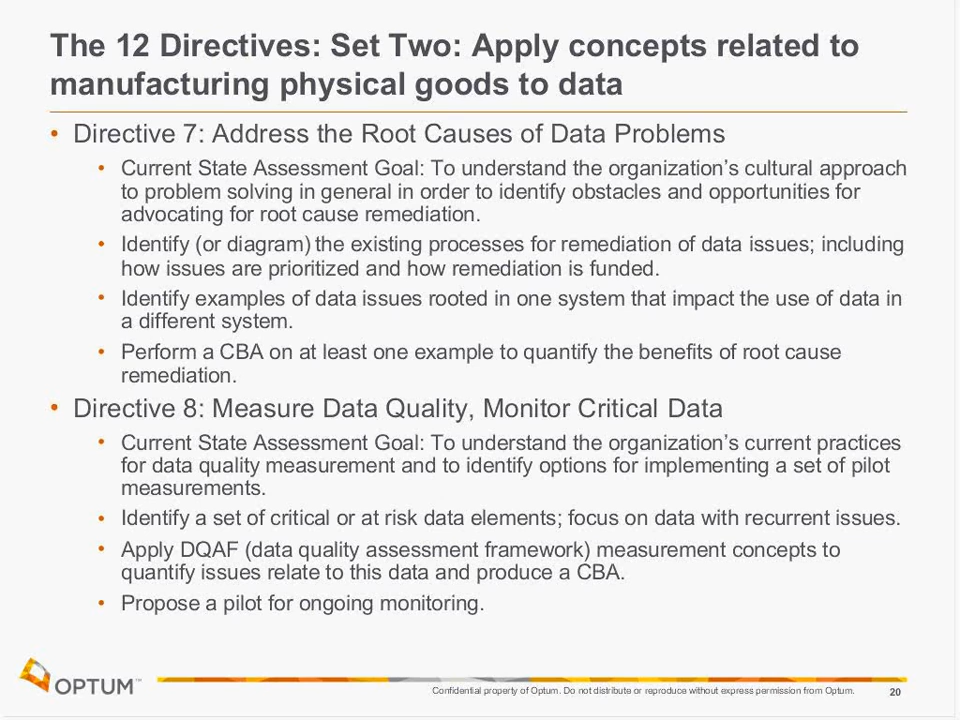 The 12 Directives: Set Two: Apply concepts related to
manufacturing physical goods to data
• Directive 7: Address the Root Causes of Data Problems
• Current State Assessment Goal: To understand the organization’s cultural approach
to problem solving in general in order to identify obstacles and opportunities for
advocating for root cause remediation.
• Identify (or diagram) the existing processes for remediation of data issues; including
how issues are prioritized and how remediation is funded.
• Identify examples of data issues rooted in one system that impact the use of data in
a different system.
• Perform a CBA on at least one example to quantify the benefits of root cause
remediation.
• Directive 8: Measure Data Quality, Monitor Critical Data
• Current State Assessment Goal: To understand the organization’s current practices
for data quality measurement and to identify options for implementing a set of pilot
measurements.
• Identify a set of critical or at risk data elements; focus on data with recurrent issues.
• Apply DQAF (data quality assessment framework) measurement concepts to
quantify issues relate to this data and produce a CBA.
• Propose a pilot for ongoing monitoring.
OPTUM™
Confidential property of Optum. Do not distribute or reproduce without express permission from Optum. 20